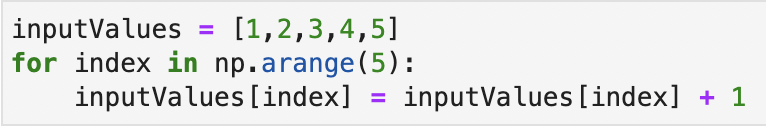 inputValues = [1,2,3,4,5]
for index in np.arange(5):
    inputValues[index] = inputValues[index] + 1